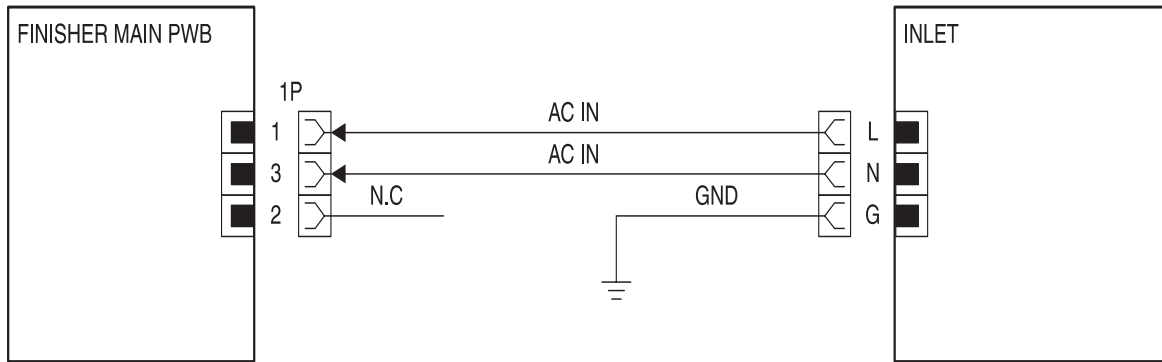 FINISHER MAIN PWB
INLET
1P
1 AC IN L
3 AC IN N
2 N.C GND G